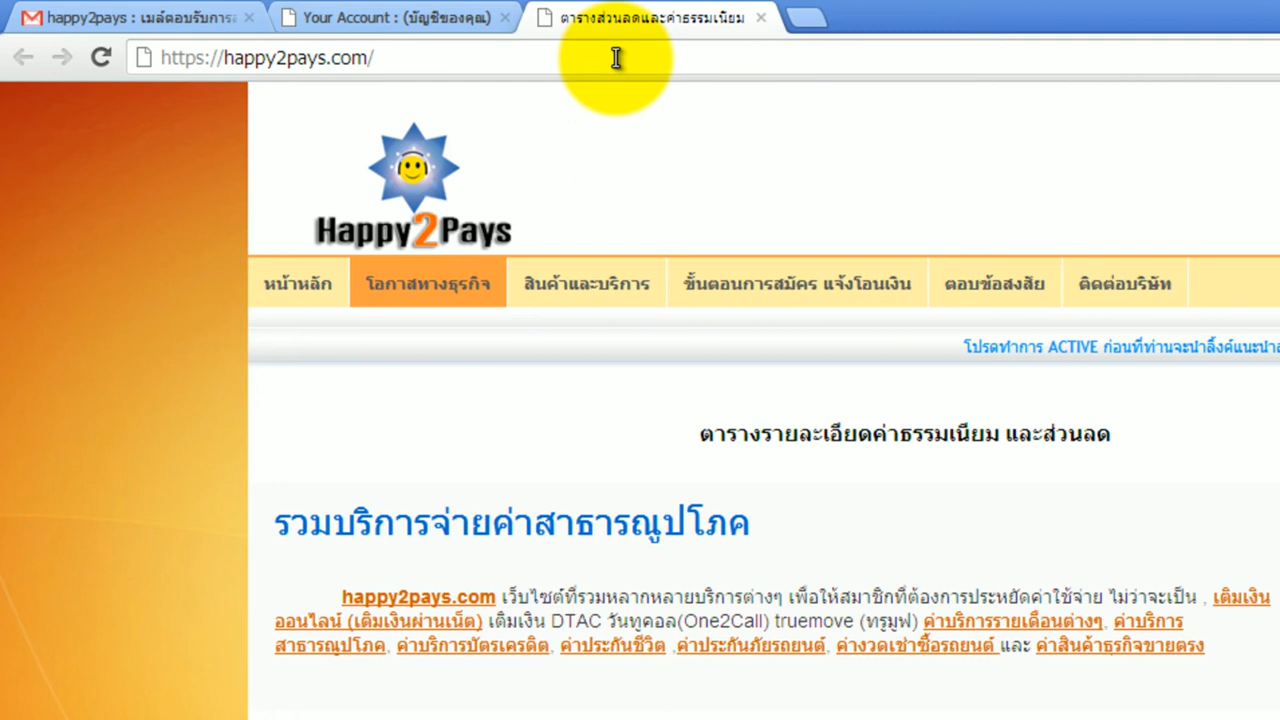 happy2pays : เมล์ตอบรับการส
Your Account : (บัญชีของคุณ)
ตารางส่วนลดและค่าธรรมเนียม
https://happy2pays.com/
Happy2Pays
หน้าหลัก
โอกาสทางธุรกิจ
สินค้าและบริการ
ขั้นตอนการสมัคร แจ้งโอนเงิน
ตอบข้อสงสัย
ติดต่อบริษัท
โปรดทำการ ACTIVE ก่อนที่ท่านจะนำลิ้งค์แนะนำส
ตารางรายละเอียดค่าธรรมเนียม และส่วนลด
รวมบริการจ่ายค่าสาธารณูปโภค
happy2pays.com เว็บไซต์ที่รวมหลากหลายบริการต่างๆ เพื่อให้สมาชิกที่ต้องการประหยัดค่าใช้จ่าย ไม่ว่าจะเป็น , เติมเงิน
ออนไลน์ (เติมเงินผ่านเน็ต) เติมเงิน DTAC วันทูคอล(One2Call) truemove (ทรูมูฟ) ค่าบริการรายเดือนต่างๆ, ค่าบริการ
สาธารณูปโภค, ค่าบริการบัตรเครดิต, ค่าประกันชีวิต ,ค่าประกันภัยรถยนต์, ค่างวดเช่าซื้อรถยนต์ และ ค่าสินค้าธุรกิจขายตรง